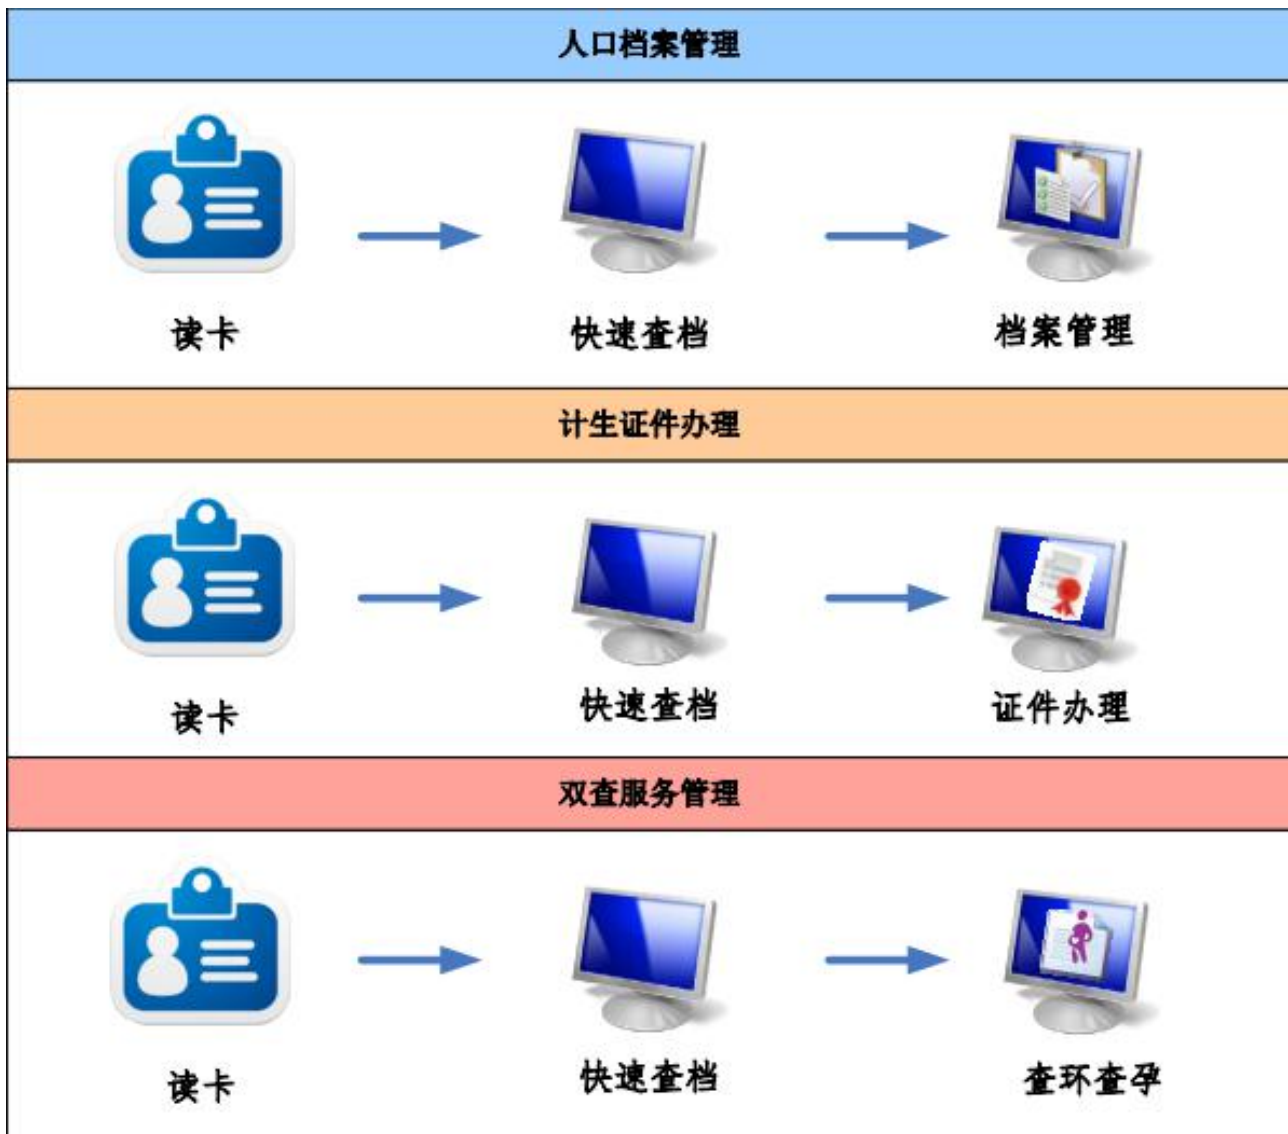 人口档案管理
读卡
快速查档
档案管理
计生证件办理
读卡
快速查档
证件办理
双查服务管理
读卡
快速查档
查环查孕